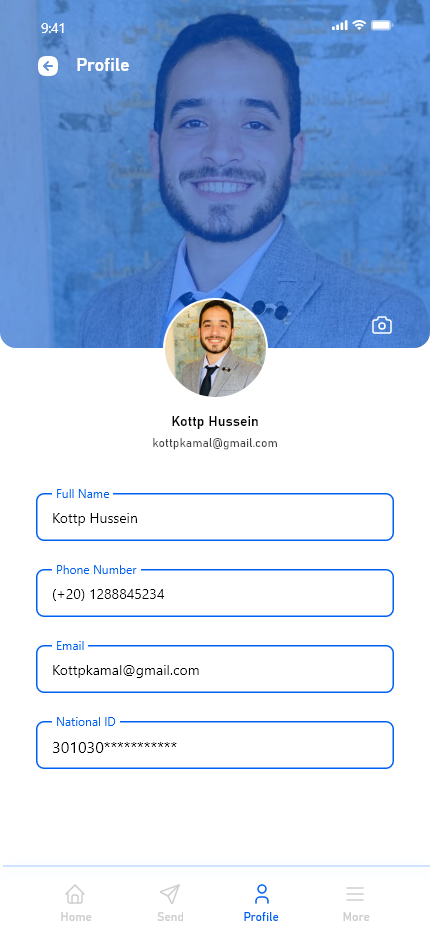 9:41
Profile
Kottp Hussein
kottpkamal@gmail.com
Full Name
Kottp Hussein
Phone Number
(+20) 1288845234
Email
Kottpkamal@gmail.com
National ID
301030***********
Home
Send
Profile
More